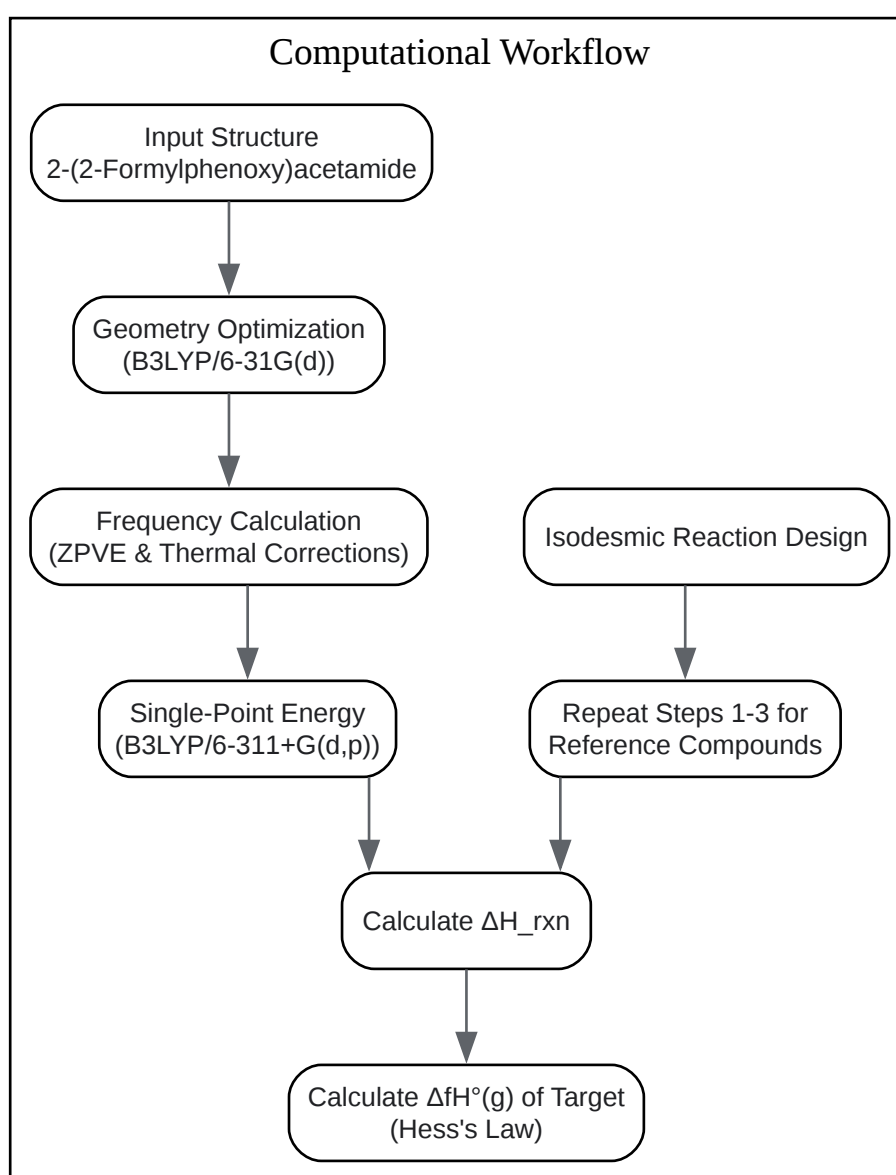 Computational Workflow
Input Structure
2-(2-Formylphenoxy)acetamide
Geometry Optimization
(B3LYP/6-31G(d))
Frequency Calculation
(ZPVE & Thermal Corrections)
Isodesmic Reaction Design
Single-Point Energy
(B3LYP/6-311+G(d,p))
Repeat Steps 1-3 for
Reference Compounds
Calculate ΔH_rxn
Calculate ΔfH°(g) of Target
(Hess's Law)